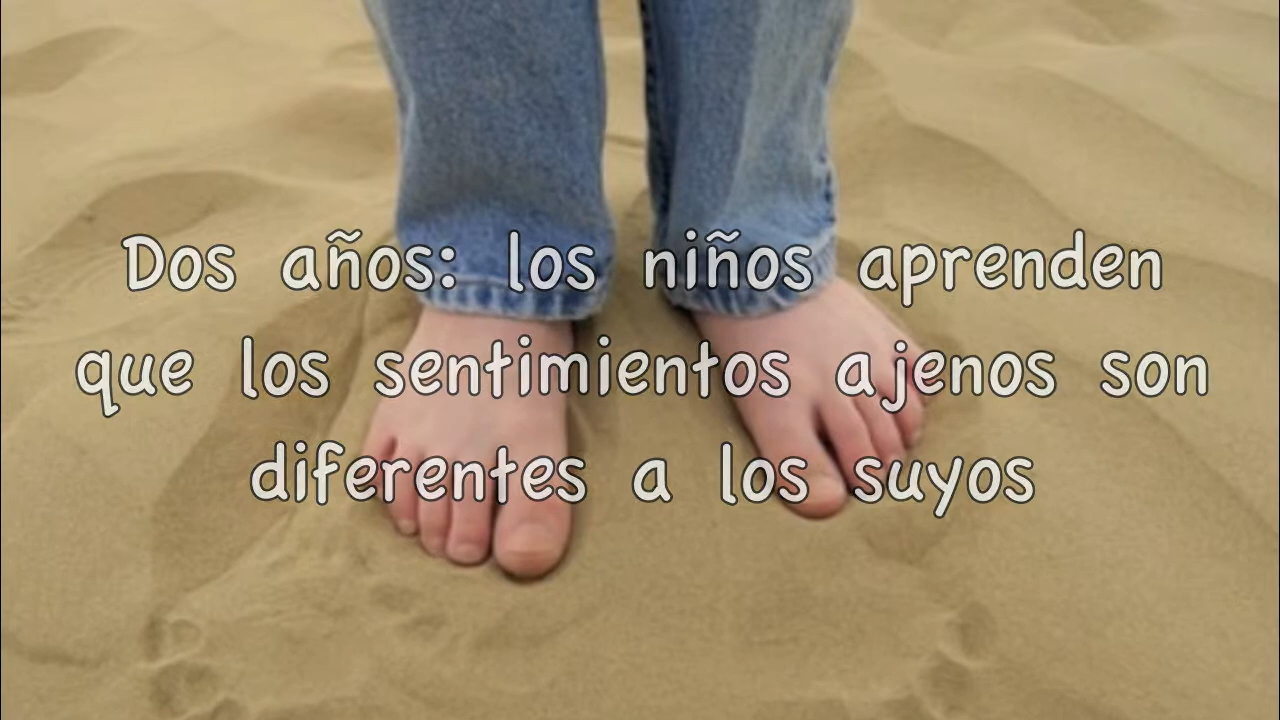 Dos años: los niños aprenden
que los sentimientos ajenos son
diferentes a los suyos